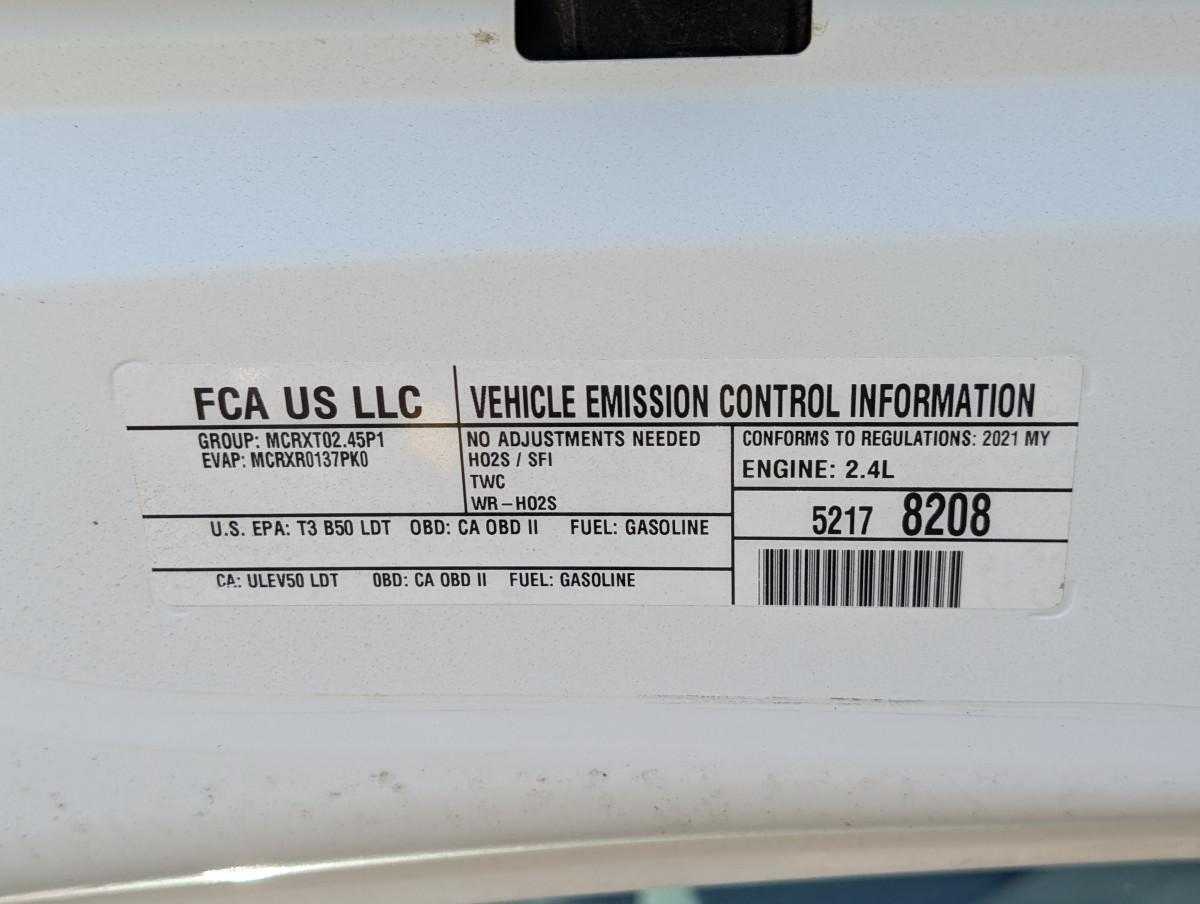 FCA US LLC
VEHICLE EMISSION CONTROL INFORMATION
GROUP: MCRXT02.45P1
EVAP: MCRXR0137PK0
NO ADJUSTMENTS NEEDED
HO2S / SFI
TWC
WR-HO2S
CONFORMS TO REGULATIONS: 2021 MY
ENGINE: 2.4L
5217 8208
U.S. EPA: T3 B50 LDT OBD: CA OBD II FUEL: GASOLINE
CA: ULEV50 LDT OBD: CA OBD II FUEL: GASOLINE